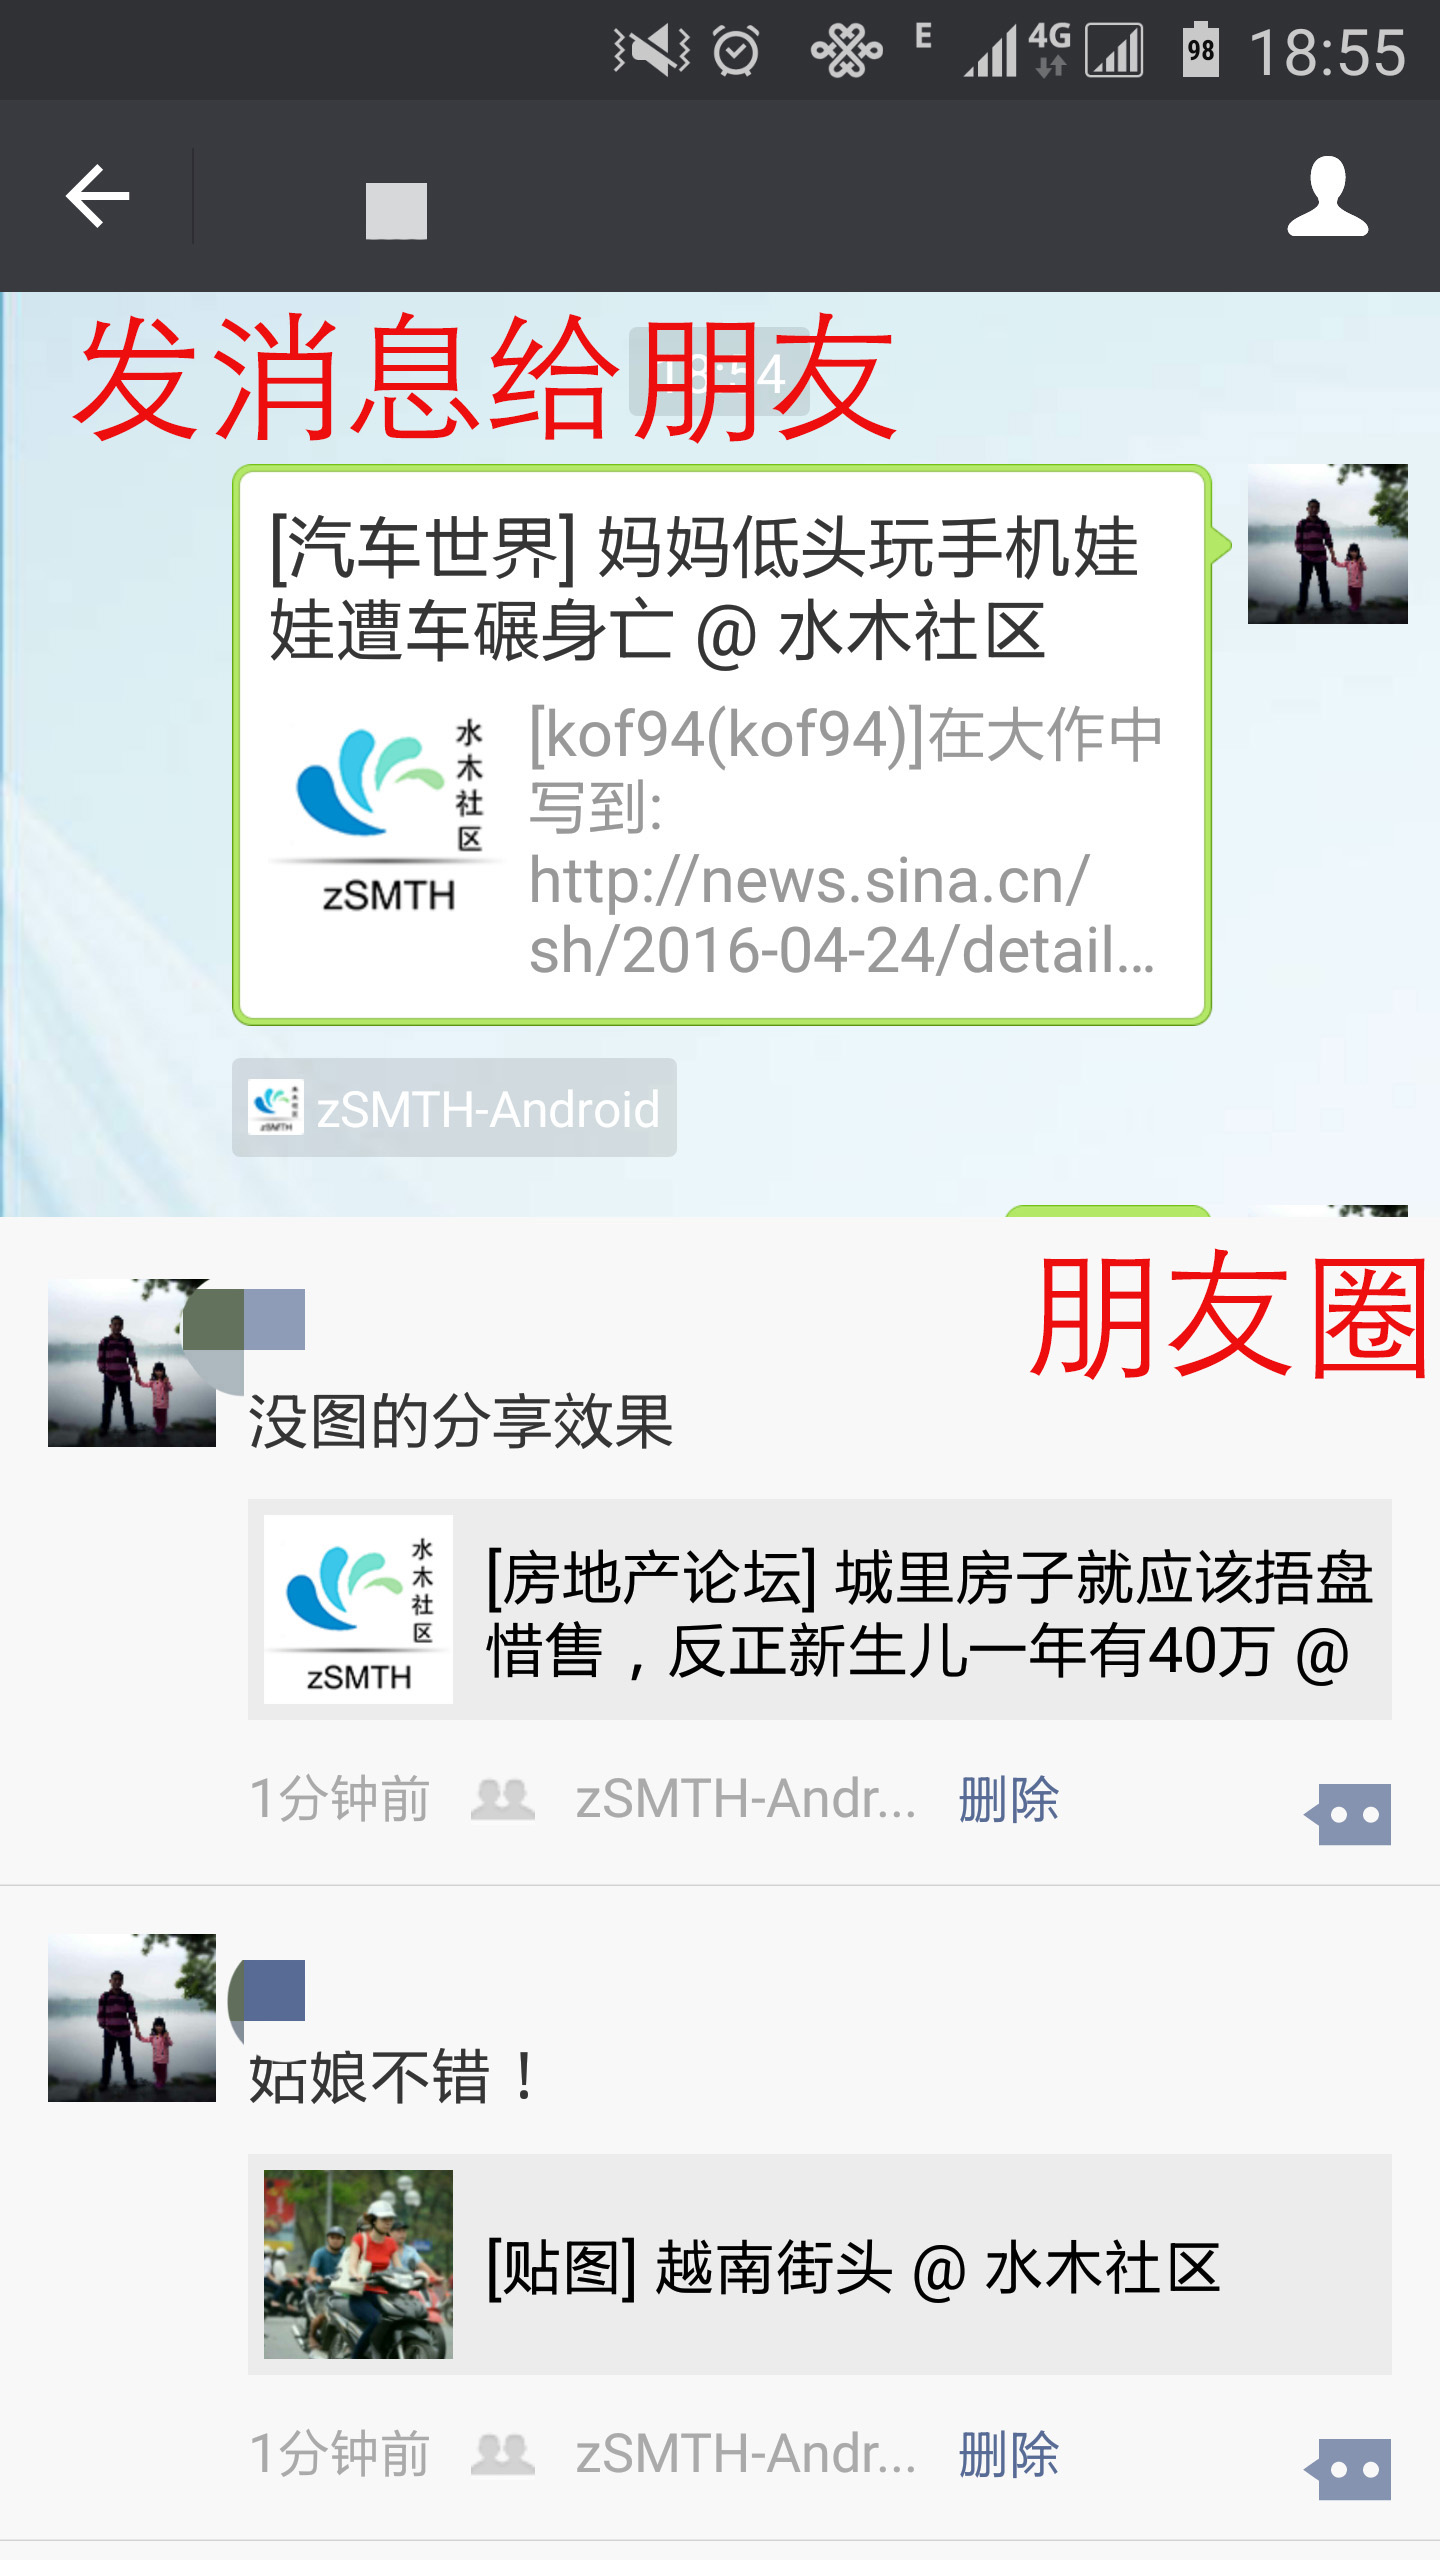 E 4G 98 18:55
发消息给朋友
18:54
[汽车世界] 妈妈低头玩手机娃
娃遭车碾身亡 @ 水木社区
水木社区
zSMTH
[kof94(kof94)]在大作中
写到:
http://news.sina.cn/
sh/2016-04-24/detail...
zSMTH-Android
朋友圈
没图的分享效果
水木社区
zSMTH
[房地产论坛] 城里房子就应该捂盘
惜售，反正新生儿一年有40万 @
1分钟前 zSMTH-Andr... 删除
姑娘不错！
[贴图] 越南街头 @ 水木社区
1分钟前 zSMTH-Andr... 删除